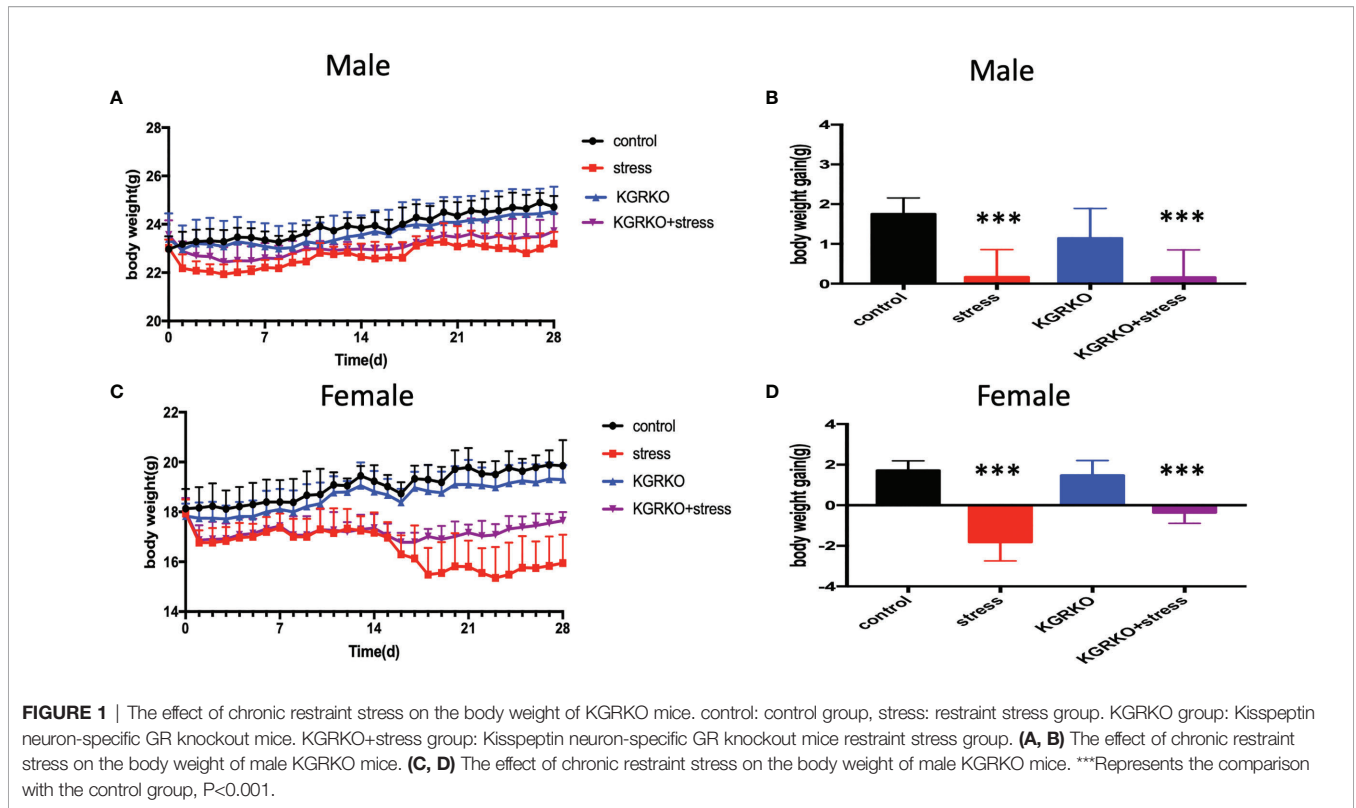 Male
A
28
26
24
22
20
body weight(g)
0 7 14 21 28
Time(d)
control
stress
KGRKO
KGRKO+stress
Male
B
4
2
1
0
3
body weight gain(g)
*** ***
control stress KGRKO KGRKO+stress
Female
C
22
20
18
16
14
body weight(g)
0 7 14 21 28
Time(d)
control
stress
KGRKO
KGRKO+stress
Female
D
4
2
0
-2
-4
body weight gain(g)
*** ***
control stress KGRKO KGRKO+stress
FIGURE 1 | The effect of chronic restraint stress on the body weight of KGRKO mice. control: control group, stress: restraint stress group. KGRKO group: Kisspeptin
neuron-specific GR knockout mice. KGRKO+stress group: Kisspeptin neuron-specific GR knockout mice restraint stress group. (A, B) The effect of chronic restraint
stress on the body weight of male KGRKO mice. (C, D) The effect of chronic restraint stress on the body weight of male KGRKO mice. ***Represents the comparison
with the control group, P<0.001.